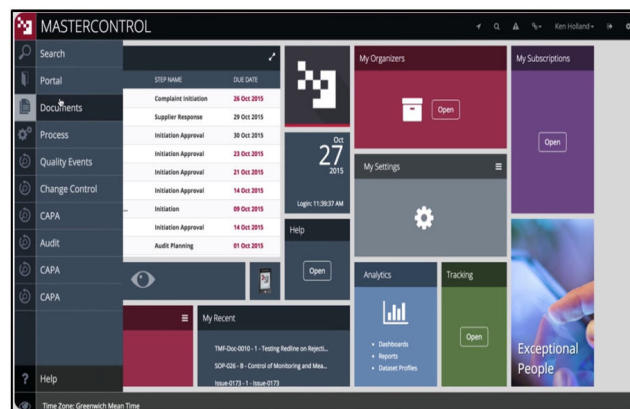 MASTERCONTROL
Ken Holland
Search
Portal
Documents
Process
Quality Events
Change Control
CAPA
Audit
CAPA
CAPA
Help
STEP NAME DUE DATE
Complaint Initiation 26 Oct 2015
Supplier Response 29 Oct 2015
Initiation Approval 30 Oct 2015
Initiation Approval 23 Oct 2015
Initiation Approval 21 Oct 2015
Initiation Approval 14 Oct 2015
... Initiation 09 Oct 2015
Initiation Approval 14 Oct 2015
Audit Planning 01 Oct 2015
Oct
27
2015
Login: 11:39:37 AM
Help
Open
My Organizers
Open
My Subscriptions
Open
My Settings
Analytics
Dashboards
Reports
Dataset Profiles
Tracking
Open
Exceptional
People
My Recent
TMF-Doc-0010 - 1 - Testing Redline on Rejecti...
SOP-026 - B - Control of Monitoring and Mea...
Issue-0173 - 1 - Issue-0173
Time Zone: Greenwich Mean Time